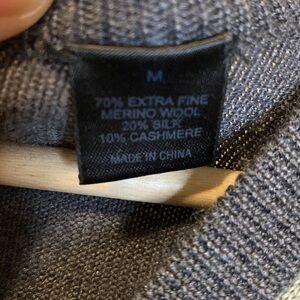 M
70% EXTRA FINE
MERINO WOOL
20% SILK
10% CASHMERE
MADE IN CHINA